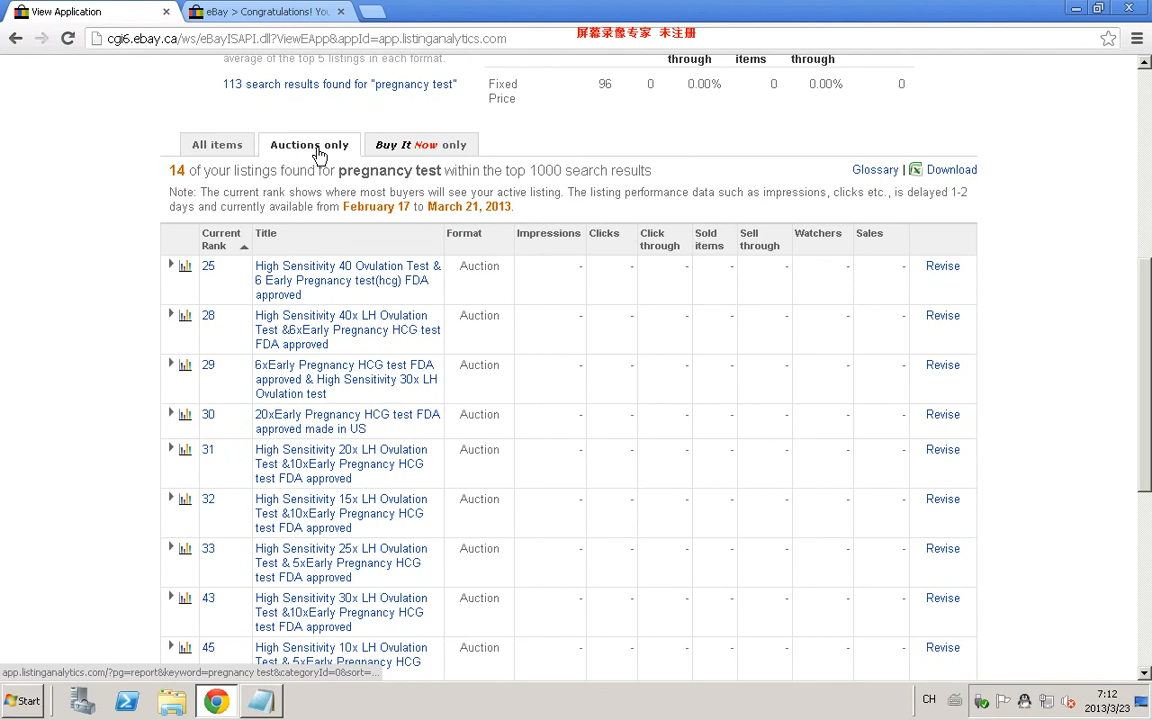 View Application
eBay > Congratulations! You
cgi6.ebay.ca/ws/eBayISAPI.dll?ViewEApp&appId=app.listinganalytics.com
屏幕录像专家 未注册
average of the top 5 listings in each format.
through items through
113 search results found for "pregnancy test"
Fixed Price 96 0 0.00% 0 0.00% 0
All items
Auctions only
Buy It Now only
14 of your listings found for pregnancy test within the top 1000 search results
Glossary | Download
Note: The current rank shows where most buyers will see your active listing. The listing performance data such as impressions, clicks etc., is delayed 1-2
days and currently available from February 17 to March 21, 2013.
Current Rank Title Format Impressions Clicks Click through Sold items Sell through Watchers Sales
25 High Sensitivity 40 Ovulation Test & Auction - - - - - - - Revise
6 Early Pregnancy test(hcg) FDA
approved
28 High Sensitivity 40x LH Ovulation Auction - - - - - - - Revise
Test &6xEarly Pregnancy HCG test
FDA approved
29 6xEarly Pregnancy HCG test FDA Auction - - - - - - - Revise
approved & High Sensitivity 30x LH
Ovulation test
30 20xEarly Pregnancy HCG test FDA Auction - - - - - - - Revise
approved made in US
31 High Sensitivity 20x LH Ovulation Auction - - - - - - - Revise
Test &10xEarly Pregnancy HCG
test FDA approved
32 High Sensitivity 15x LH Ovulation Auction - - - - - - - Revise
Test &10xEarly Pregnancy HCG
test FDA approved
33 High Sensitivity 25x LH Ovulation Auction - - - - - - - Revise
Test & 5xEarly Pregnancy HCG
test FDA approved
43 High Sensitivity 30x LH Ovulation Auction - - - - - - - Revise
Test &10xEarly Pregnancy HCG
test FDA approved
45 High Sensitivity 10x LH Ovulation Auction - - - - - - - Revise
Test & 5xEarly Pregnancy HCG
app.listinganalytics.com/?pg=report&keyword=pregnancy test&categoryId=0&sort=...
Start
CH
7:12
2013/3/23